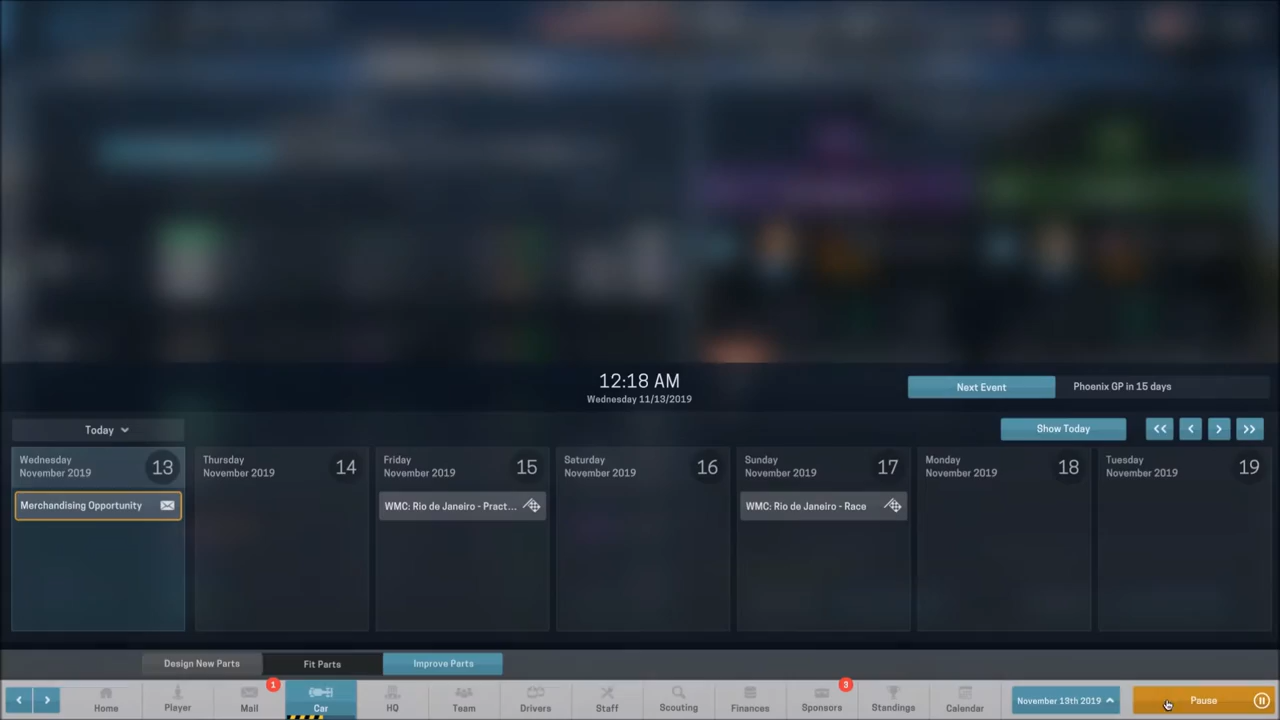 12:18 AM
Wednesday 11/13/2019
Next Event
Phoenix GP in 15 days
Today
Show Today
<< < > >>
Wednesday
November 2019
13
Thursday
November 2019
14
Friday
November 2019
15
Saturday
November 2019
16
Sunday
November 2019
17
Monday
November 2019
18
Tuesday
November 2019
19
Merchandising Opportunity
WMC: Rio de Janeiro - Pract...
WMC: Rio de Janeiro - Race
Design New Parts
Fit Parts
Improve Parts
< >
Home
Player
1
Mail
Car
HQ
Team
Drivers
Staff
Scouting
Finances
3
Sponsors
Standings
Calendar
November 13th 2019
Pause